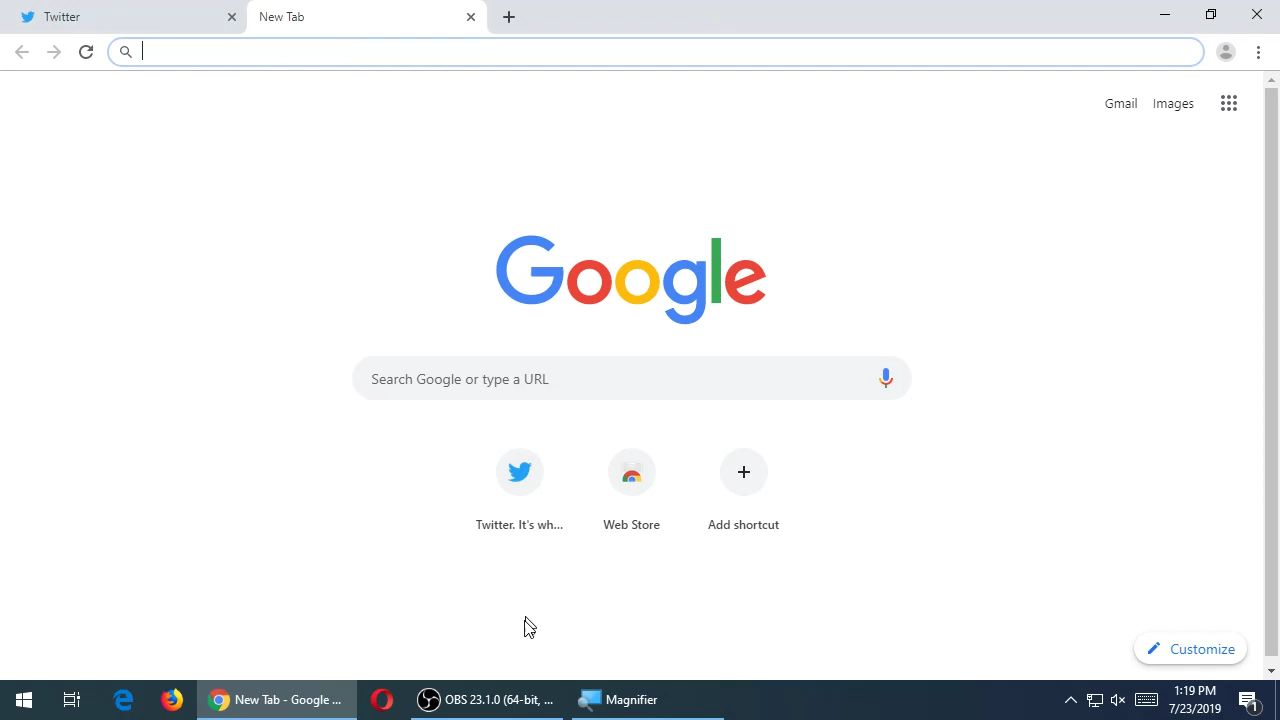 Twitter
New Tab
Gmail
Images
Google
Search Google or type a URL
Twitter. It's wh...
Web Store
Add shortcut
Customize
New Tab - Google ...
OBS 23.1.0 (64-bit, ...
Magnifier
1:19 PM
7/23/2019
1